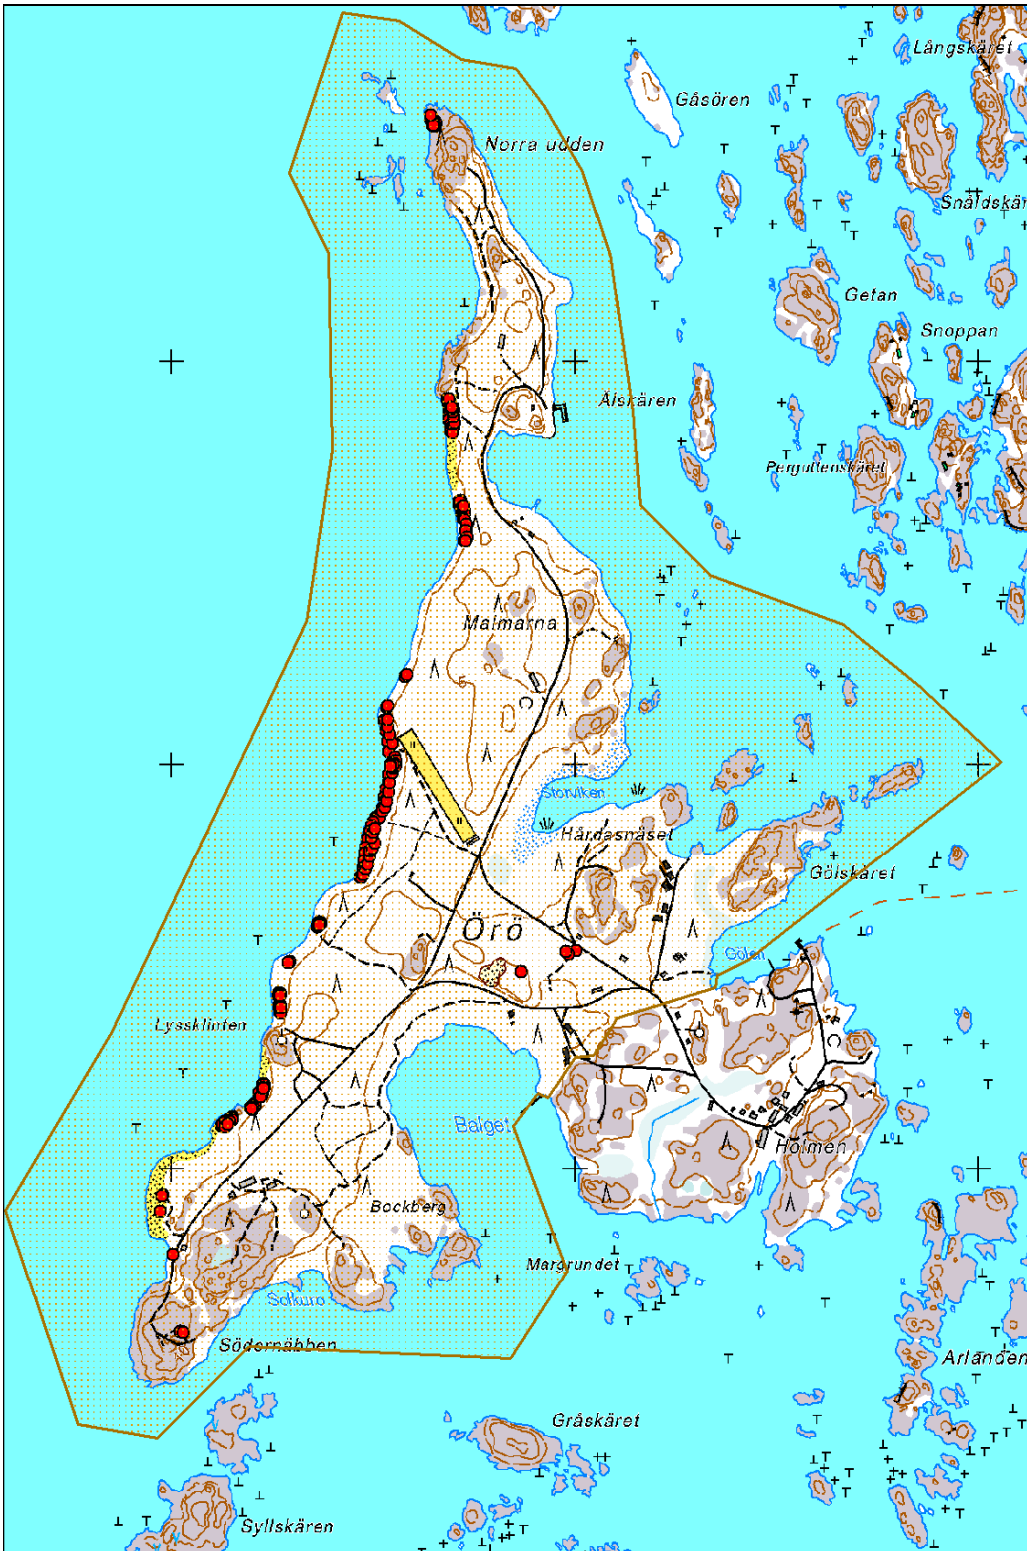 Långskäret
Gåsören
Norra udden
Snåldskär
Getan
Snoppan
Älskären
Perguttenskäret
Malmarna
Storviken
Hårdasnäset
Gölskäret
Örö
Gölen
Lyssklinten
Balget
Holmen
Bockberg
Margrundet
Solkuro
Södernäbben
Arlanden
Gråskäret
Syllskären